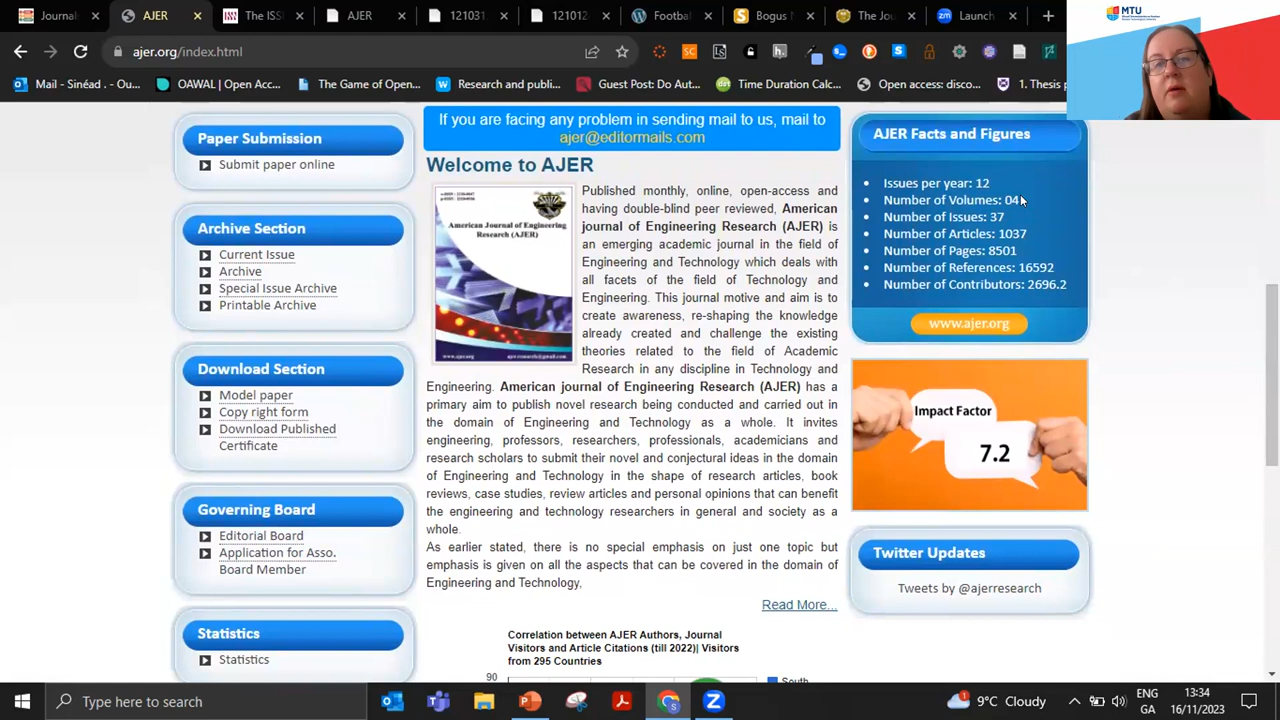 Journal
AJER
The ISS
AJER
121031
121012
Footbal
Bogus
The Jou
Launch
ajer.org/index.html
Mail - Sinéad . - Ou...
OAWAL | Open Acc...
The Game of Open...
Research and publi...
Guest Post: Do Aut...
Time Duration Calc...
Open access: disco...
1. Thesis p
MTU
Paper Submission
Submit paper online
Archive Section
Current Issue
Archive
Special Issue Archive
Printable Archive
Download Section
Model paper
Copy right form
Download Published
Certificate
Governing Board
Editorial Board
Application for Asso.
Board Member
Statistics
Statistics
If you are facing any problem in sending mail to us, mail to
ajer@editormails.com
Welcome to AJER
American Journal of Engineering
Research (AJER)
www.ajer.org
Published monthly, online, open-access and
having double-blind peer reviewed, American
journal of Engineering Research (AJER) is
an emerging academic journal in the field of
Engineering and Technology which deals with
all facets of the field of Technology and
Engineering. This journal motive and aim is to
create awareness, re-shaping the knowledge
already created and challenge the existing
theories related to the field of Academic
Research in any discipline in Technology and
Engineering. American journal of Engineering Research (AJER) has a
primary aim to publish novel research being conducted and carried out in
the domain of Engineering and Technology as a whole. It invites
engineering, professors, researchers, professionals, academicians and
research scholars to submit their novel and conjectural ideas in the domain
of Engineering and Technology in the shape of research articles, book
reviews, case studies, review articles and personal opinions that can benefit
the engineering and technology researchers in general and society as a
whole.
As earlier stated, there is no special emphasis on just one topic but
emphasis is given on all the aspects that can be covered in the domain of
Engineering and Technology,
Read More...
Correlation between AJER Authors, Journal
Visitors and Article Citations (till 2022)| Visitors
from 295 Countries
90
South
AJER Facts and Figures
Issues per year: 12
Number of Volumes: 04
Number of Issues: 37
Number of Articles: 1037
Number of Pages: 8501
Number of References: 16592
Number of Contributors: 2696.2
www.ajer.org
Impact Factor
7.2
Twitter Updates
Tweets by @ajerresearch
Type here to search
9°C Cloudy
ENG
GA
13:34
16/11/2023